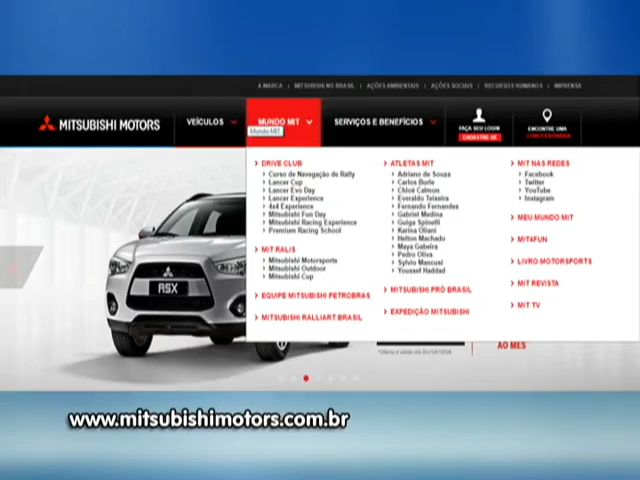 A MARCA | MITSUBISHI NO BRASIL | AÇÕES AMBIENTAIS | AÇÕES SOCIAIS | RECURSOS HUMANOS | IMPRENSA
MITSUBISHI MOTORS
VEÍCULOS
MUNDO MIT
Mundo MIT
SERVIÇOS E BENEFÍCIOS
FAÇA SEU LOGIN
CADASTRE-SE
ENCONTRE UMA
CONCESSIONÁRIA
DRIVE CLUB
Curso de Navegação de Rally
Lancer Cup
Lancer Evo Day
Lancer Experience
4x4 Experience
Mitsubishi Fun Day
Mitsubishi Racing Experience
Premium Racing School
MIT RALIS
Mitsubishi Motorsports
Mitsubishi Outdoor
Mitsubishi Cup
EQUIPE MITSUBISHI PETROBRAS
MITSUBISHI RALLIART BRASIL
ATLETAS MIT
Adriano de Souza
Carlos Burle
Chloé Calmon
Everaldo Teixeira
Fernando Fernandes
Gabriel Medina
Guiga Spinelli
Karina Oliani
Helton Machado
Maya Gabeira
Pedro Oliva
Sylvio Mancusi
Youssef Haddad
MITSUBISHI PRÓ BRASIL
EXPEDIÇÃO MITSUBISHI
MIT NAS REDES
Facebook
Twitter
YouTube
Instagram
MEU MUNDO MIT
MIT4FUN
LIVRO MOTORSPORTS
MIT REVISTA
MIT TV
ASX
AO MÊS
www.mitsubishimotors.com.br